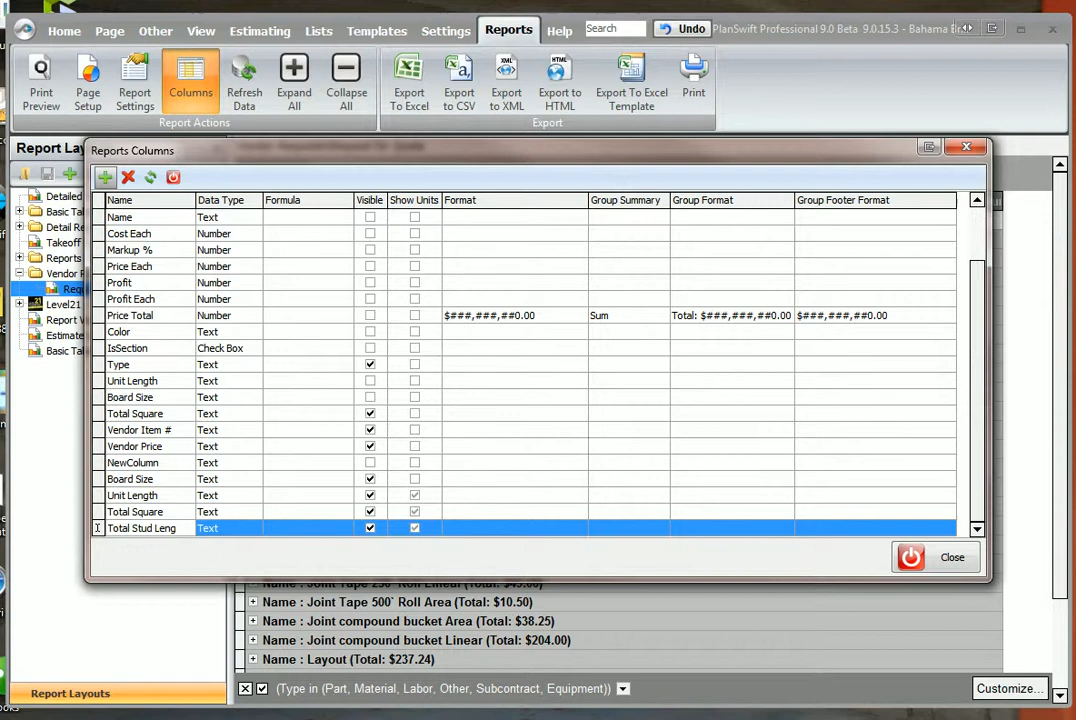 Home Page Other View Estimating Lists Templates Settings Reports Help Search Undo PlanSwift Professional 9.0 Beta 9.0.15.3 - Bahama
Print Preview
Page Setup
Report Settings
Columns
Refresh Data
Expand All
Collapse All
Export To Excel
Export to CSV
Export to XML
Export to HTML
Export To Excel Template
Print
Report Actions
Export
Report
Reports Columns
Name Data Type Formula Visible Show Units Format Group Summary Group Format Group Footer Format
Name Text
Cost Each Number
Markup % Number
Price Each Number
Profit Number
Profit Each Number
Price Total Number $###,###,##0.00 Sum Total: $###,###,##0.00 $###,###,##0.00
Color Text
IsSection Check Box
Type Text
Unit Length Text
Board Size Text
Total Square Text
Vendor Item # Text
Vendor Price Text
NewColumn Text
Board Size Text
Unit Length Text
Total Square Text
Total Stud Leng Text
Close
Detailed
Basic Ta
Detail Re
Takeoff
Reports
Vendor
Req
Level21
Report
Estimate
Basic Ta
Name : Joint Tape 500` Roll Area (Total: $10.50)
Name : Joint compound bucket Area (Total: $38.25)
Name : Joint compound bucket Linear (Total: $204.00)
Name : Layout (Total: $237.24)
(Type in (Part, Material, Labor, Other, Subcontract, Equipment))
Customize...
Report Layouts